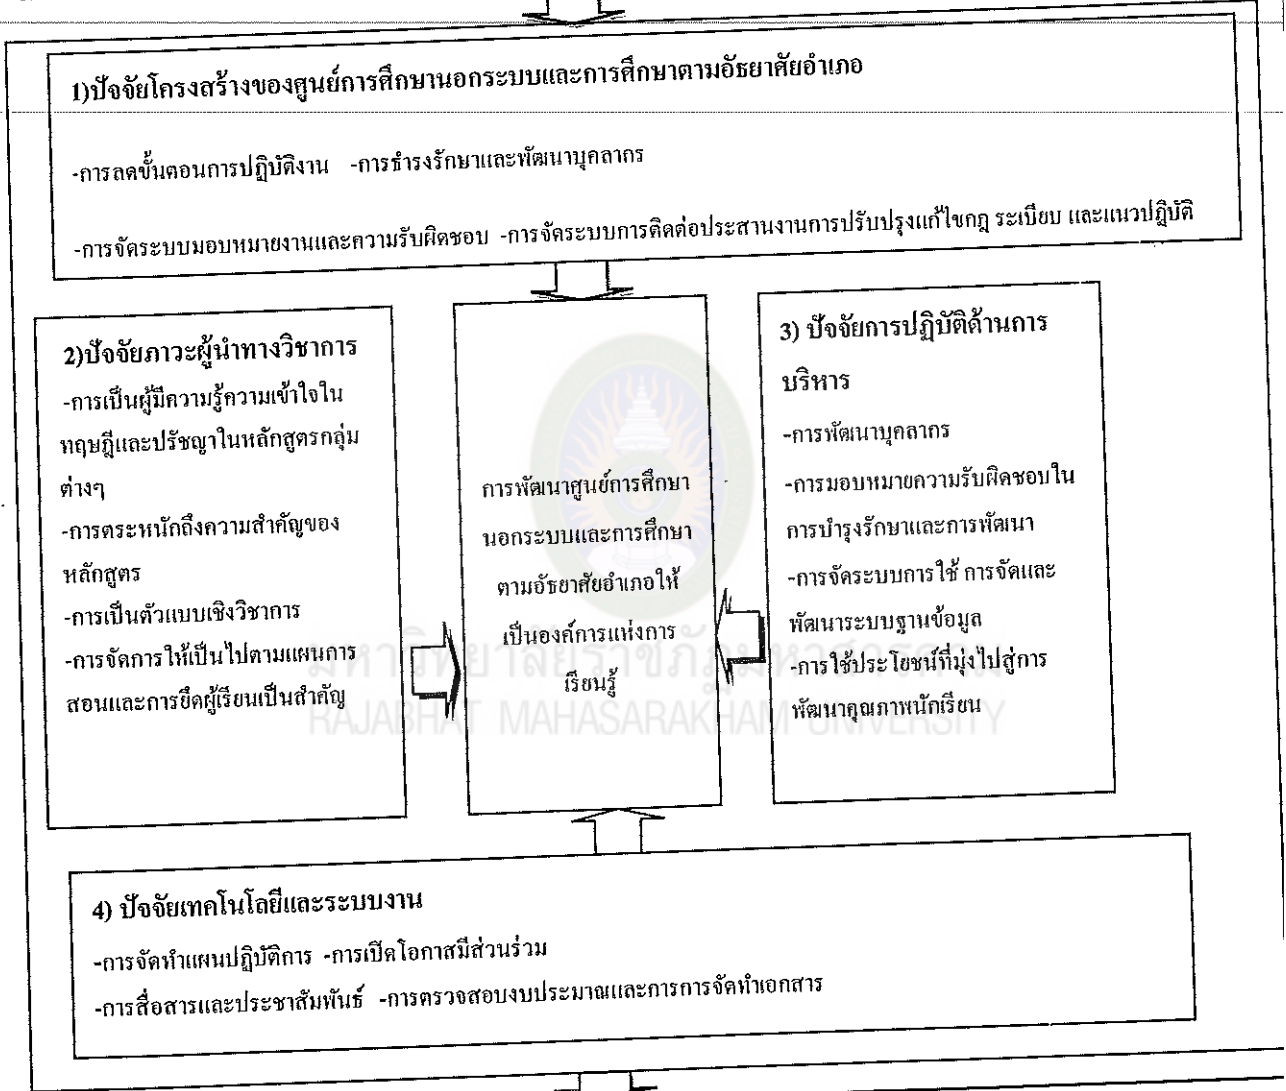 1)ปัจจัยโครงสร้างของศูนย์การศึกษานอกระบบและการศึกษาตามอัธยาศัยอำเภอ
-การลดขั้นตอนการปฏิบัติงาน -การธำรงรักษาและพัฒนาบุคลากร
-การจัดระบบมอบหมายงานและความรับผิดชอบ -การจัดระบบการติดต่อประสานงานการปรับปรุงแก้ไขกฎ ระเบียบ และแนวปฏิบัติ
2)ปัจจัยภาวะผู้นำทางวิชาการ
-การเป็นผู้มีความรู้ความเข้าใจใน
ทฤษฎีและปรัชญาในหลักสูตรกลุ่ม
ต่างๆ
-การตระหนักถึงความสำคัญของ
หลักสูตร
-การเป็นตัวแบบเชิงวิชาการ
-การจัดการให้เป็นไปตามแผนการ
สอนและการยึดผู้เรียนเป็นสำคัญ
การพัฒนาศูนย์การศึกษา
นอกระบบและการศึกษา
ตามอัธยาศัยอำเภอให้
เป็นองค์การแห่งการ
เรียนรู้
3) ปัจจัยการปฏิบัติด้านการ
บริหาร
-การพัฒนาบุคลากร
-การมอบหมายความรับผิดชอบใน
การบำรุงรักษาและการพัฒนา
-การจัดระบบการใช้ การจัดและ
พัฒนาระบบฐานข้อมูล
-การใช้ประโยชน์ที่มุ่งไปสู่การ
พัฒนาคุณภาพนักเรียน
มหาวิทยาลัยราชภัฏมหาสารคาม
RAJABHAT MAHASARAKHAM UNIVERSITY
4) ปัจจัยเทคโนโลยีและระบบงาน
-การจัดทำแผนปฏิบัติการ -การเปิดโอกาสมีส่วนร่วม
-การสื่อสารและประชาสัมพันธ์ -การตรวจสอบงบประมาณและการการจัดทำเอกสาร